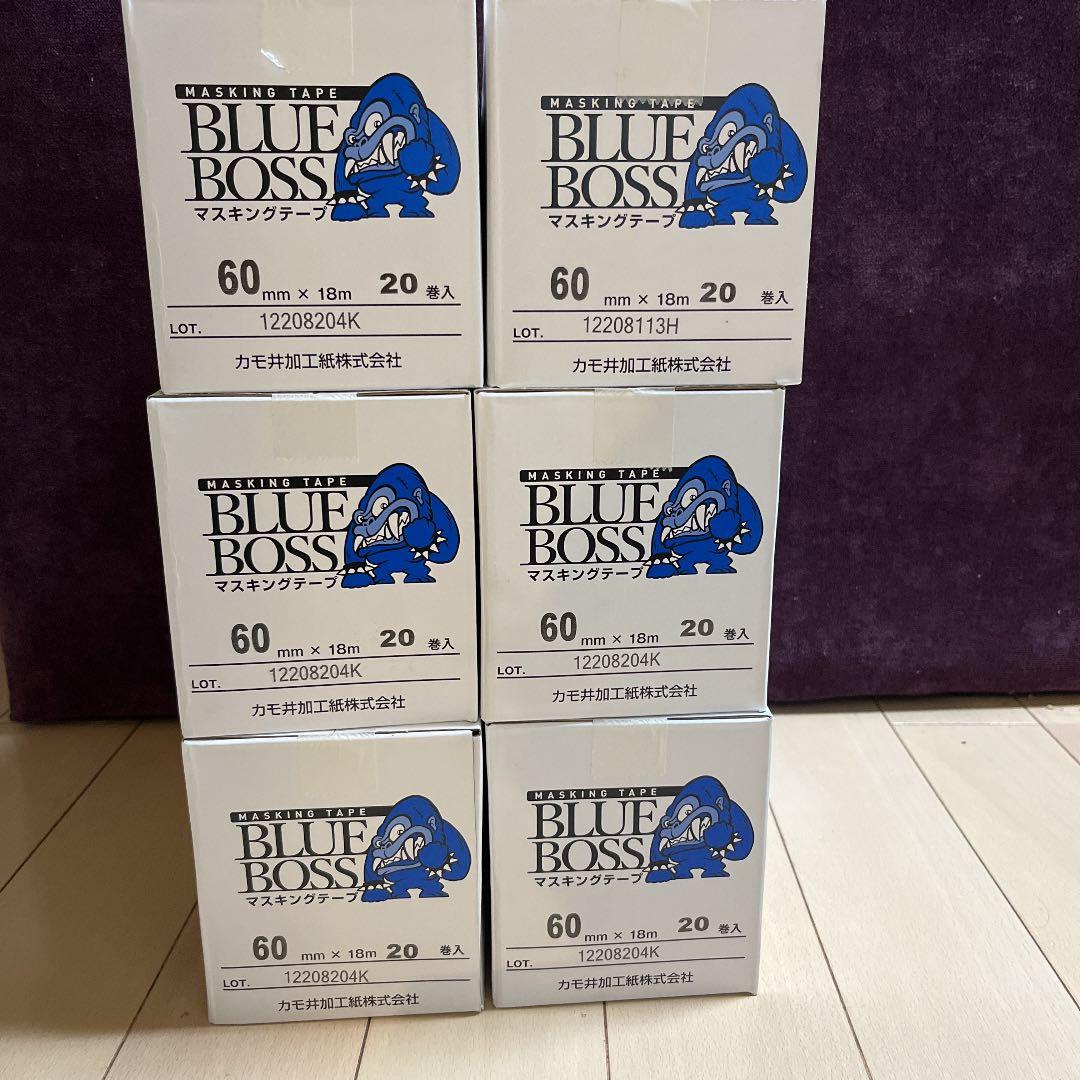 MASKING TAPE
BLUE
BOSS
マスキングテープ
60 mm × 18m 20 巻入
LOT. 12208204K
カモ井加工紙株式会社
MASKING TAPE
BLUE
BOSS
マスキングテープ
60 mm × 18m 20 巻入
LOT. 12208113H
カモ井加工紙株式会社
MASKING TAPE
BLUE
BOSS
マスキングテープ
60 mm × 18m 20 巻入
LOT. 12208204K
カモ井加工紙株式会社
MASKING TAPE
BLUE
BOSS
マスキングテープ
60 mm × 18m 20 巻入
LOT. 12208204K
カモ井加工紙株式会社
MASKING TAPE
BLUE
BOSS
マスキングテープ
60 mm × 18m 20 巻入
LOT. 12208204K
カモ井加工紙株式会社
MASKING TAPE
BLUE
BOSS
マスキングテープ
60 mm × 18m 20 巻入
LOT. 12208204K
カモ井加工紙株式会社